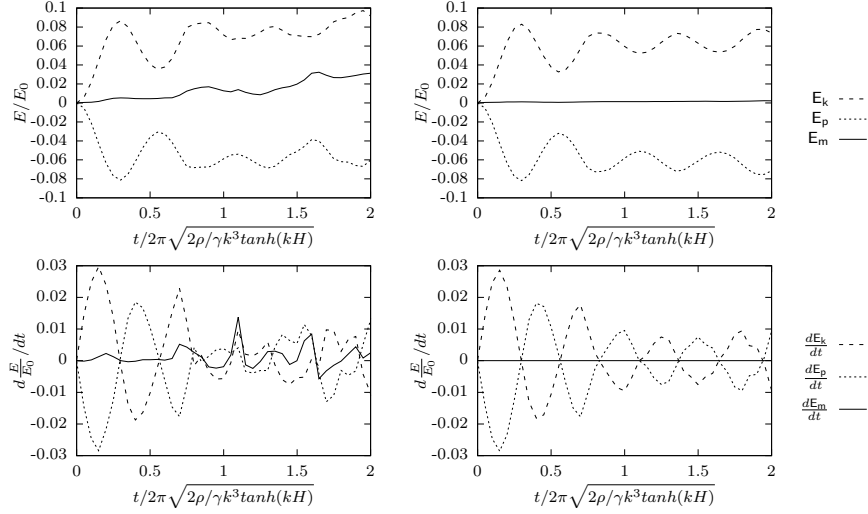 0.1
0.08
0.06
0.04
0.02
0
-0.02
-0.04
-0.06
-0.08
-0.1
E/E₀
0 0.5 1 1.5 2
t/2π√(2ρ/γk³tanh(kH))
0.1
0.08
0.06
0.04
0.02
0
-0.02
-0.04
-0.06
-0.08
-0.1
E/E₀
0 0.5 1 1.5 2
t/2π√(2ρ/γk³tanh(kH))
Eₖ
Eₚ
Eₘ
0.03
0.02
0.01
0
-0.01
-0.02
-0.03
d E/E₀ /dt
0 0.5 1 1.5 2
t/2π√(2ρ/γk³tanh(kH))
0.03
0.02
0.01
0
-0.01
-0.02
-0.03
d E/E₀ /dt
0 0.5 1 1.5 2
t/2π√(2ρ/γk³tanh(kH))
dEₖ/dt
dEₚ/dt
dEₘ/dt